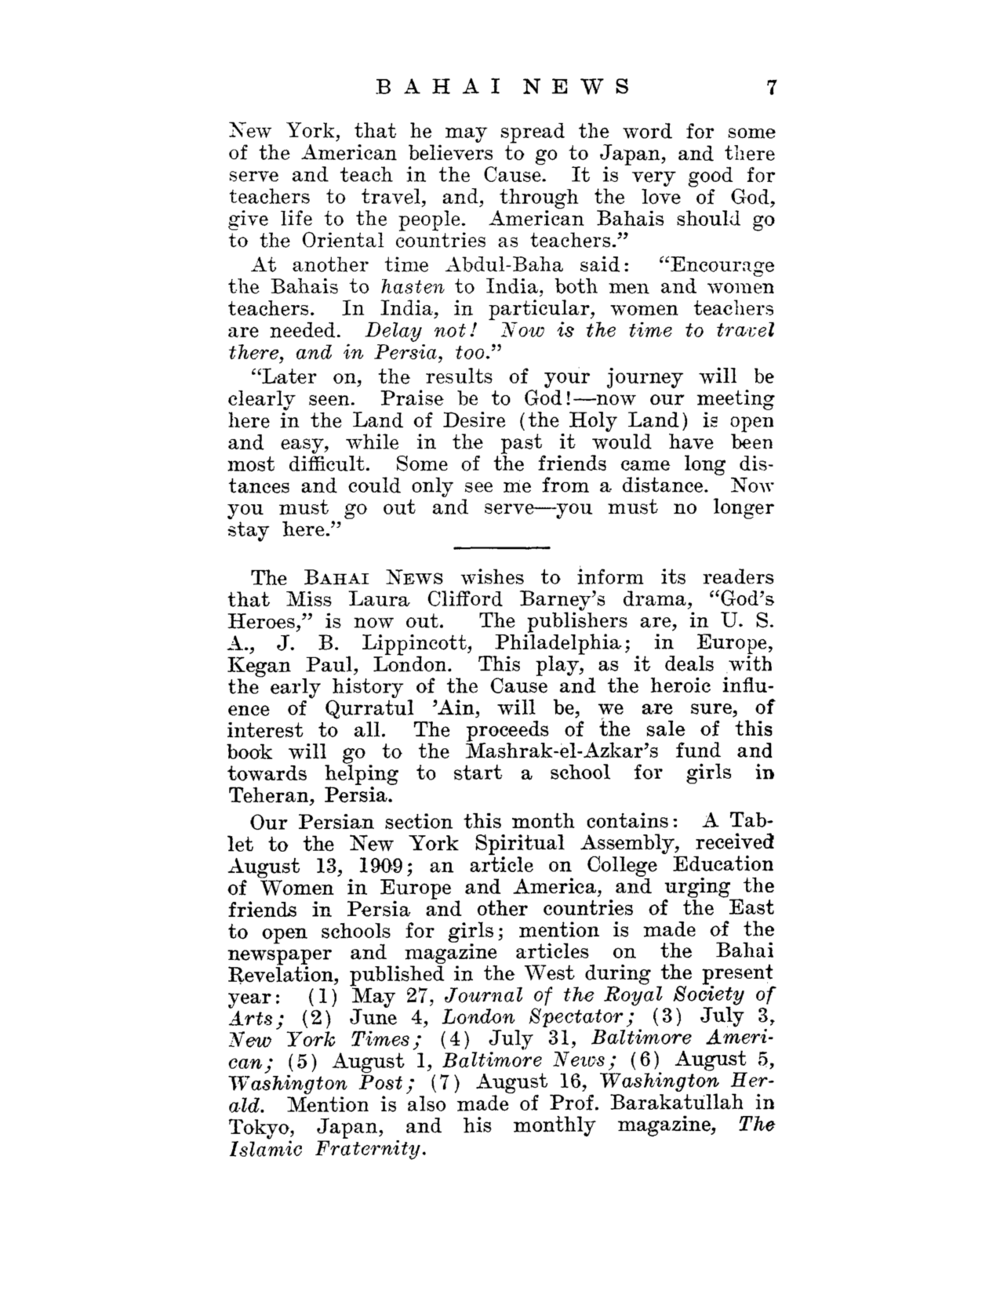 BAHAI NEWS 7
New York, that he may spread the word for some
of the American believers to go to Japan, and there
serve and teach in the Cause. It is very good for
teachers to travel, and, through the love of God,
give life to the people. American Bahais should go
to the Oriental countries as teachers.”
At another time Abdul-Baha said: “Encourage
the Bahais to hasten to India, both men and women
teachers. In India, in particular, women teachers
are needed. Delay not! Now is the time to travel
there, and in Persia, too.”
“Later on, the results of your journey will be
clearly seen. Praise be to God!—now our meeting
here in the Land of Desire (the Holy Land) is open
and easy, while in the past it would have been
most difficult. Some of the friends came long dis-
tances and could only see me from a distance. Now
you must go out and serve—you must no longer
stay here.”
The BAHAI NEWS wishes to inform its readers
that Miss Laura Clifford Barney’s drama, “God’s
Heroes,” is now out. The publishers are, in U. S.
A., J. B. Lippincott, Philadelphia; in Europe,
Kegan Paul, London. This play, as it deals with
the early history of the Cause and the heroic influ-
ence of Qurratul ’Ain, will be, we are sure, of
interest to all. The proceeds of the sale of this
book will go to the Mashrak-el-Azkar’s fund and
towards helping to start a school for girls in
Teheran, Persia.
Our Persian section this month contains: A Tab-
let to the New York Spiritual Assembly, received
August 13, 1909; an article on College Education
of Women in Europe and America, and urging the
friends in Persia and other countries of the East
to open schools for girls; mention is made of the
newspaper and magazine articles on the Bahai
Revelation, published in the West during the present
year: (1) May 27, Journal of the Royal Society of
Arts; (2) June 4, London Spectator; (3) July 3,
New York Times; (4) July 31, Baltimore Ameri-
can; (5) August 1, Baltimore News; (6) August 5,
Washington Post; (7) August 16, Washington Her-
ald. Mention is also made of Prof. Barakatullah in
Tokyo, Japan, and his monthly magazine, The
Islamic Fraternity.